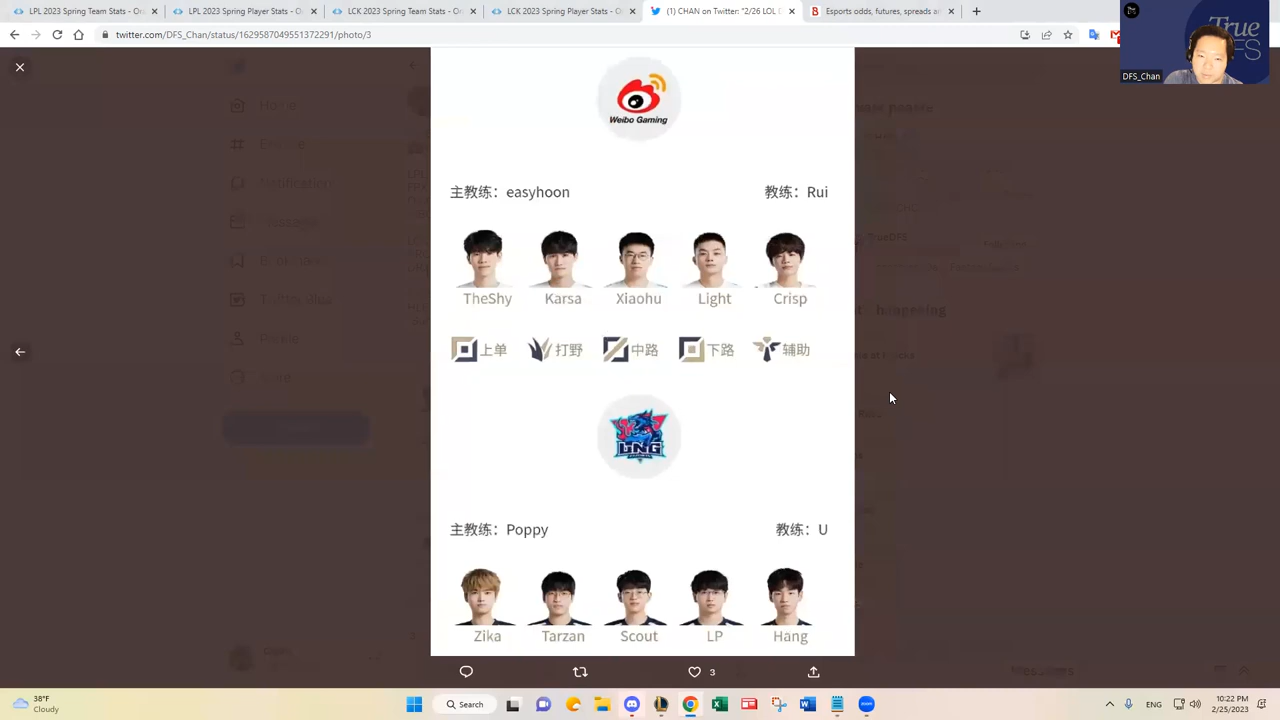 LPL 2023 Spring Team Stats - O
LPL 2023 Spring Player Stats - O
LCK 2023 Spring Team Stats - O
LCK 2023 Spring Player Stats - O
(1) CHAN on Twitter: "2/26 LOL D
Esports odds, futures, spreads a
twitter.com/DFS_Chan/status/1629587049551372291/photo/3
True
DFS_Chan
Weibo Gaming
主教练：easyhoon
教练：Rui
TheShy Karsa Xiaohu Light Crisp
上单 打野 中路 下路 辅助
LNG
主教练：Poppy
教练：U
Zika Tarzan Scout LP Hang
3
38°F
Cloudy
Search
ENG
10:22 PM
2/25/2023